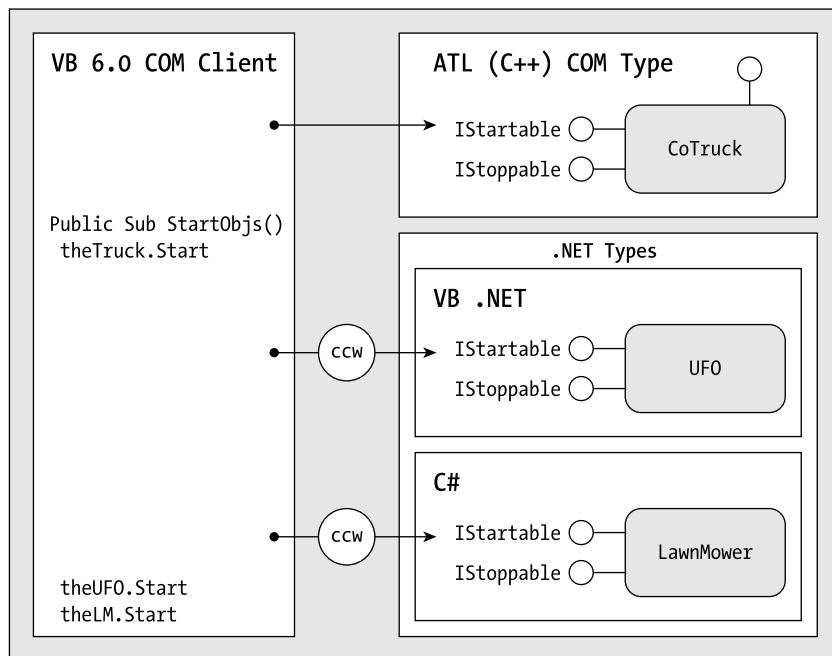 VB 6.0 COM Client
Public Sub StartObjs()
theTruck.Start
theUFO.Start
theLM.Start
CCW
CCW
ATL (C++) COM Type
IStartable
IStoppable
CoTruck
.NET Types
VB .NET
IStartable
IStoppable
UFO
C#
IStartable
IStoppable
LawnMower